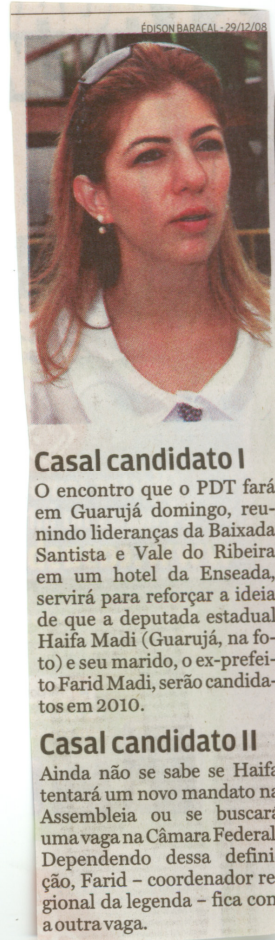 ÉDISON BARACAL - 29/12/08
Casal candidato I
O encontro que o PDT fará
em Guarujá domingo, reu-
nindo lideranças da Baixada
Santista e Vale do Ribeira
em um hotel da Enseada,
servirá para reforçar a ideia
de que a deputada estadual
Haifa Madi (Guarujá, na fo-
to) e seu marido, o ex-prefei-
to Farid Madi, serão candida-
tos em 2010.
Casal candidato II
Ainda não se sabe se Haifa
tentará um novo mandato na
Assembleia ou se buscará
uma vaga na Câmara Federal.
Dependendo dessa defini
ção, Farid – coordenador re
gional da legenda – fica com
a outra vaga.